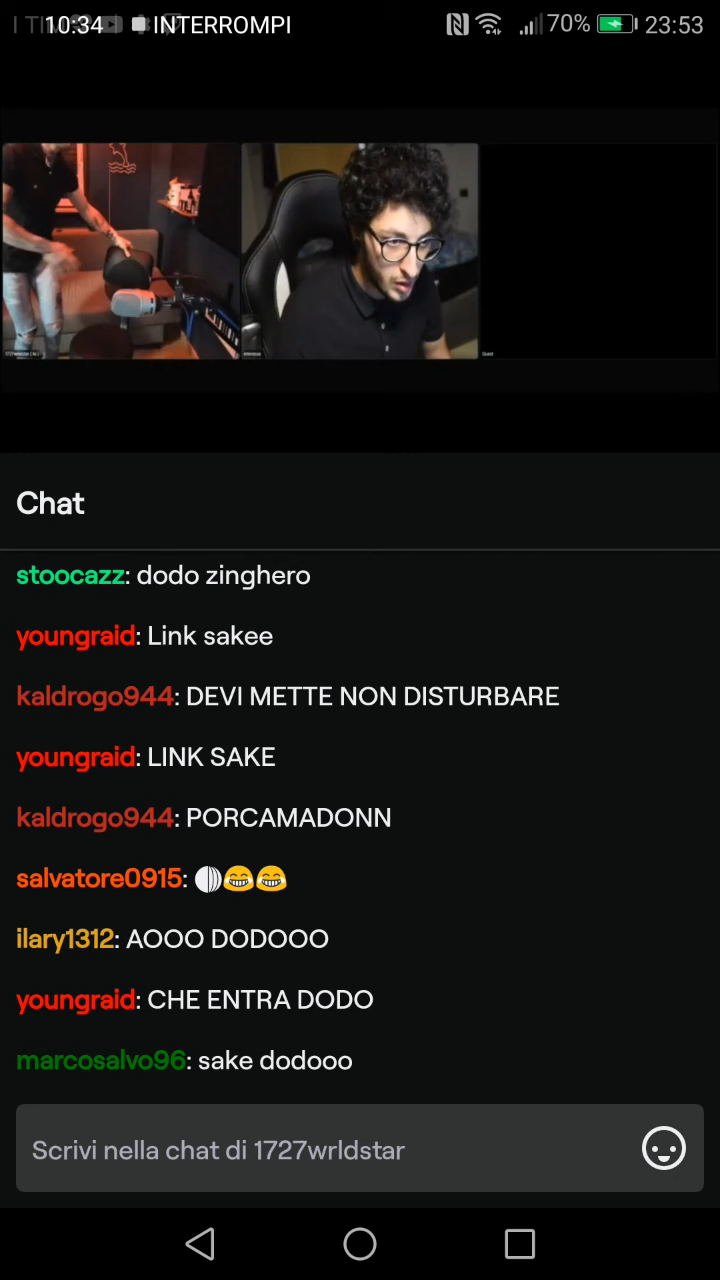 10:34 INTERROMPI 70% 23:53
Guest
Chat
stoocazz: dodo zinghero
youngraid: Link sakee
kaldrogo944: DEVI METTE NON DISTURBARE
youngraid: LINK SAKE
kaldrogo944: PORCAMADONN
salvatore0915: 😂😂
ilary1312: AOOO DODOOO
youngraid: CHE ENTRA DODO
marcosalvo96: sake dodooo
Scrivi nella chat di 1727wrldstar